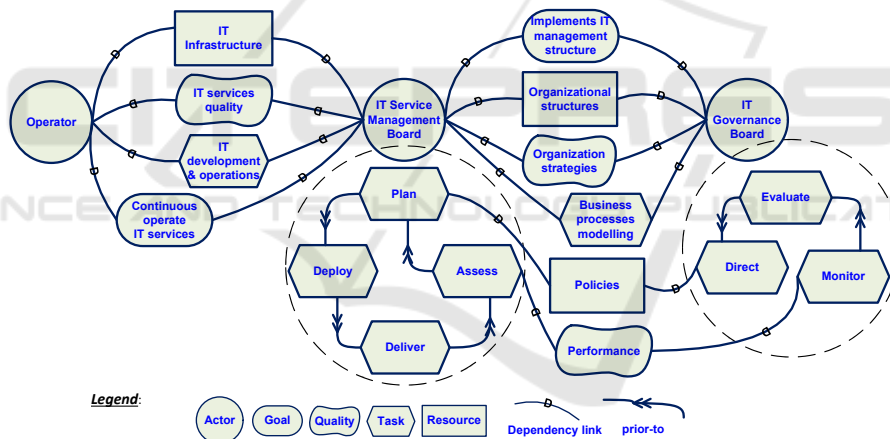 Implements IT
management
structure
IT
Infrastructure
D
D
D
D
IT services
quality
Organizational
structures
D
D
D
D
Operator
IT Service
Management
Board
IT
Governance
Board
D
D
D
D
IT
development
& operations
Organization
strategies
D
D
D
D
Continuous
operate
IT services
Business
processes
modelling
Plan
Evaluate
D
Deploy
Assess
Policies
Direct
Monitor
D
D
D
Deliver
Performance
Legend:
Actor
Goal
Quality
Task
Resource
D
Dependency link
prior-to